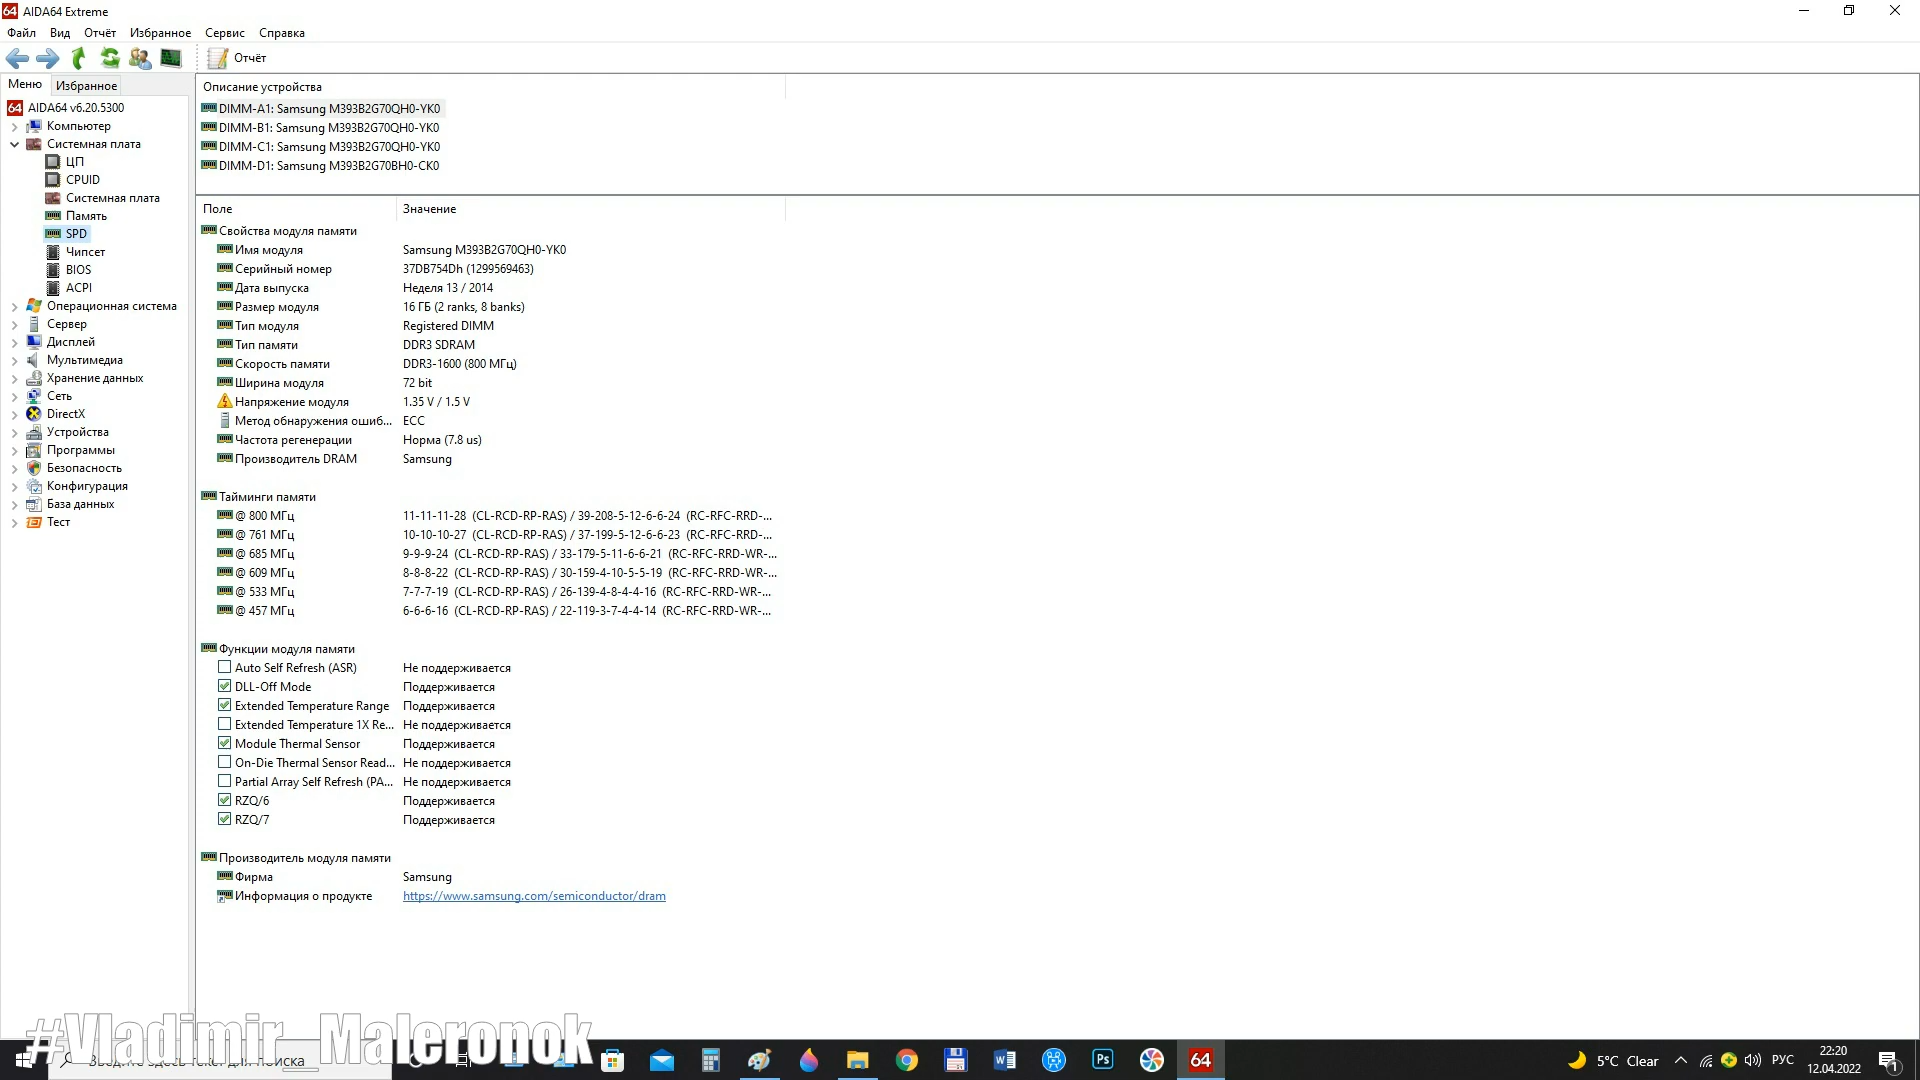 64 AIDA64 Extreme
Файл Вид Отчёт Избранное Сервис Справка
Отчёт
Меню Избранное
64 AIDA64 v6.20.5300
Компьютер
Системная плата
ЦП
CPUID
Системная плата
Память
SPD
Чипсет
BIOS
ACPI
Операционная система
Сервер
Дисплей
Мультимедиа
Хранение данных
Сеть
DirectX
Устройства
Программы
Безопасность
Конфигурация
База данных
Тест
Описание устройства
DIMM-A1: Samsung M393B2G70QH0-YK0
DIMM-B1: Samsung M393B2G70QH0-YK0
DIMM-C1: Samsung M393B2G70QH0-YK0
DIMM-D1: Samsung M393B2G70BH0-CK0
Поле Значение
Свойства модуля памяти
Имя модуля Samsung M393B2G70QH0-YK0
Серийный номер 37DB754Dh (1299569463)
Дата выпуска Неделя 13 / 2014
Размер модуля 16 ГБ (2 ranks, 8 banks)
Тип модуля Registered DIMM
Тип памяти DDR3 SDRAM
Скорость памяти DDR3-1600 (800 МГц)
Ширина модуля 72 bit
Напряжение модуля 1.35 V / 1.5 V
Метод обнаружения ошиб... ECC
Частота регенерации Норма (7.8 us)
Производитель DRAM Samsung
Тайминги памяти
@ 800 МГц 11-11-11-28 (CL-RCD-RP-RAS) / 39-208-5-12-6-6-24 (RC-RFC-RRD-...
@ 761 МГц 10-10-10-27 (CL-RCD-RP-RAS) / 37-199-5-12-6-6-23 (RC-RFC-RRD-...
@ 685 МГц 9-9-9-24 (CL-RCD-RP-RAS) / 33-179-5-11-6-6-21 (RC-RFC-RRD-WR-...
@ 609 МГц 8-8-8-22 (CL-RCD-RP-RAS) / 30-159-4-10-5-5-19 (RC-RFC-RRD-WR-...
@ 533 МГц 7-7-7-19 (CL-RCD-RP-RAS) / 26-139-4-8-4-4-16 (RC-RFC-RRD-WR-...
@ 457 МГц 6-6-6-16 (CL-RCD-RP-RAS) / 22-119-3-7-4-4-14 (RC-RFC-RRD-WR-...
Функции модуля памяти
Auto Self Refresh (ASR) Не поддерживается
DLL-Off Mode Поддерживается
Extended Temperature Range Поддерживается
Extended Temperature 1X Re... Не поддерживается
Module Thermal Sensor Поддерживается
On-Die Thermal Sensor Read... Не поддерживается
Partial Array Self Refresh (PA... Не поддерживается
RZQ/6 Поддерживается
RZQ/7 Поддерживается
Производитель модуля памяти
Фирма Samsung
Информация о продукте https://www.samsung.com/semiconductor/dram
#Vladimir_Maleronok
Введите здесь текст для поиска
Ps
64
5°C Clear
РУС
22:20
12.04.2022
1